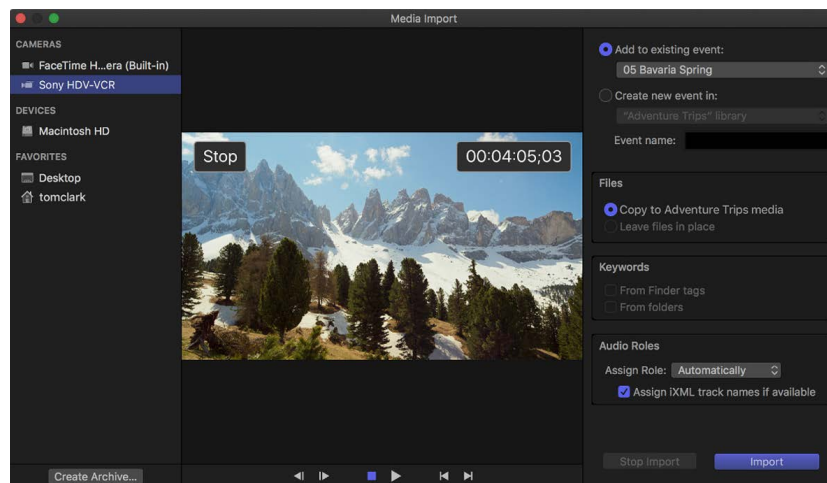 Media Import
CAMERAS
FaceTime H...era (Built-in)
Sony HDV-VCR
DEVICES
Macintosh HD
FAVORITES
Desktop
tomclark
Create Archive...
Stop
00:04:05;03
Add to existing event:
05 Bavaria Spring
Create new event in:
"Adventure Trips" library
Event name:
Files
Copy to Adventure Trips media
Leave files in place
Keywords
From Finder tags
From folders
Audio Roles
Assign Role: Automatically
Assign iXML track names if available
Stop Import
Import